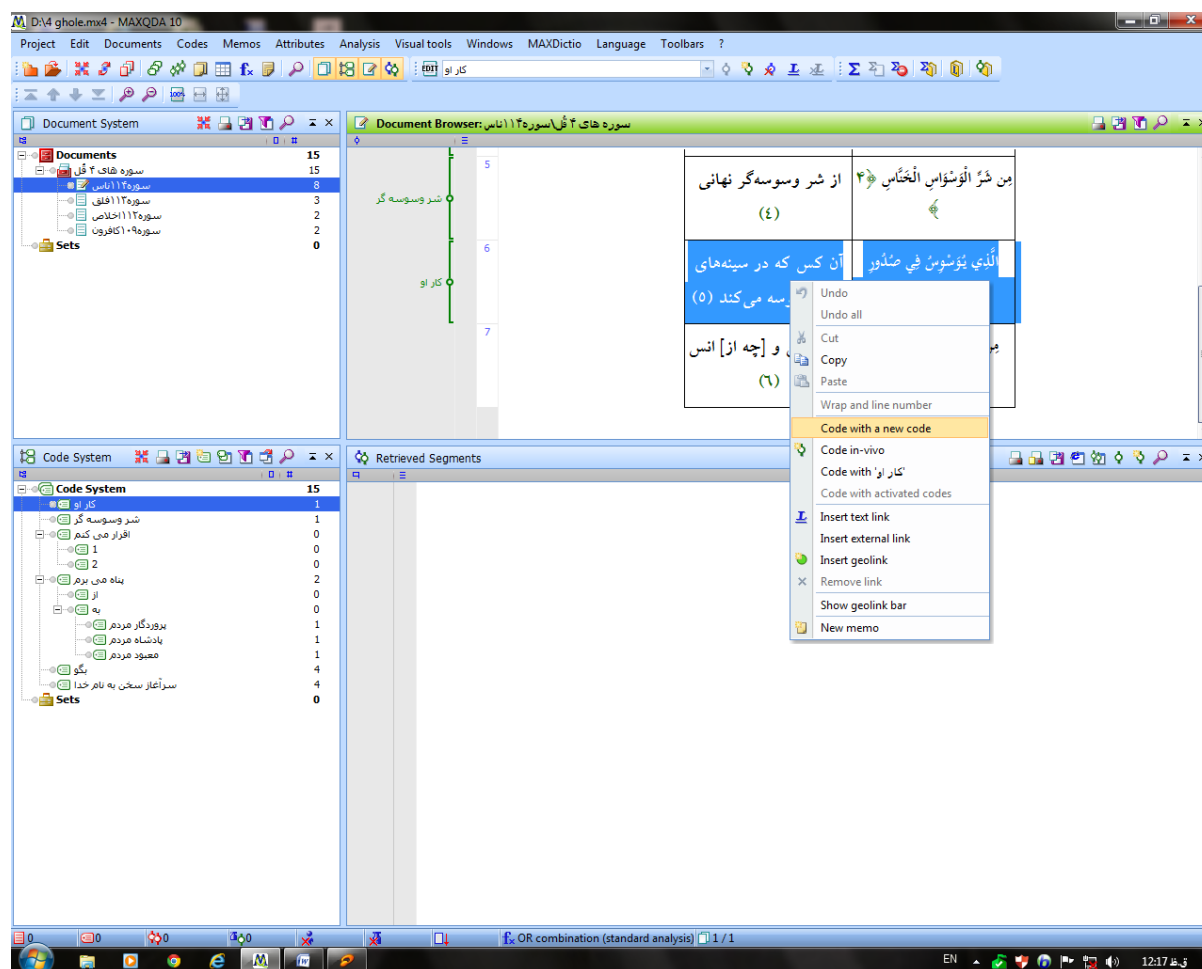 D:\4 ghole.mx4 - MAXQDA 10
Project Edit Documents Codes Memos Attributes Analysis Visual tools Windows MAXDictio Language Toolbars ?
کار او
Document System
Documents 15
سوره های ۴ قُل 15
سوره۱۱۴ناس 8
سوره۱۱۳فلق 3
سوره۱۱۲اخلاص 2
سوره۱۰۹کافرون 2
Sets 0
Document Browser: سوره های ۴ قُل\سوره۱۱۴ناس
5
شر وسوسه گر
مِن شَرِّ الْوَسْوَاسِ الْخَنَّاسِ ﴿۴﴾
از شر وسوسه‌گر نهانی
(٤)
6
کار او
الَّذِي يُوَسْوِسُ فِي صُدُورِ
آن کس که در سینه‌های
وسه می‌کند (٥)
7
و [چه از] انس
(٦)
Undo
Undo all
Cut
Copy
Paste
Wrap and line number
Code with a new code
Code in-vivo
Code with 'کار او'
Code with activated codes
Insert text link
Insert external link
Insert geolink
Remove link
Show geolink bar
New memo
Code System
Code System 15
کار او 1
شر وسوسه گر 1
اقرار می کنم 0
1 0
2 0
پناه می برم 2
از 0
به 0
پروردگار مردم 1
پادشاه مردم 1
معبود مردم 1
بگو 4
سرآغاز سخن به نام خدا 4
Sets 0
Retrieved Segments
0 0 0 0 OR combination (standard analysis) 1 / 1
EN 12:17 ق.ظ